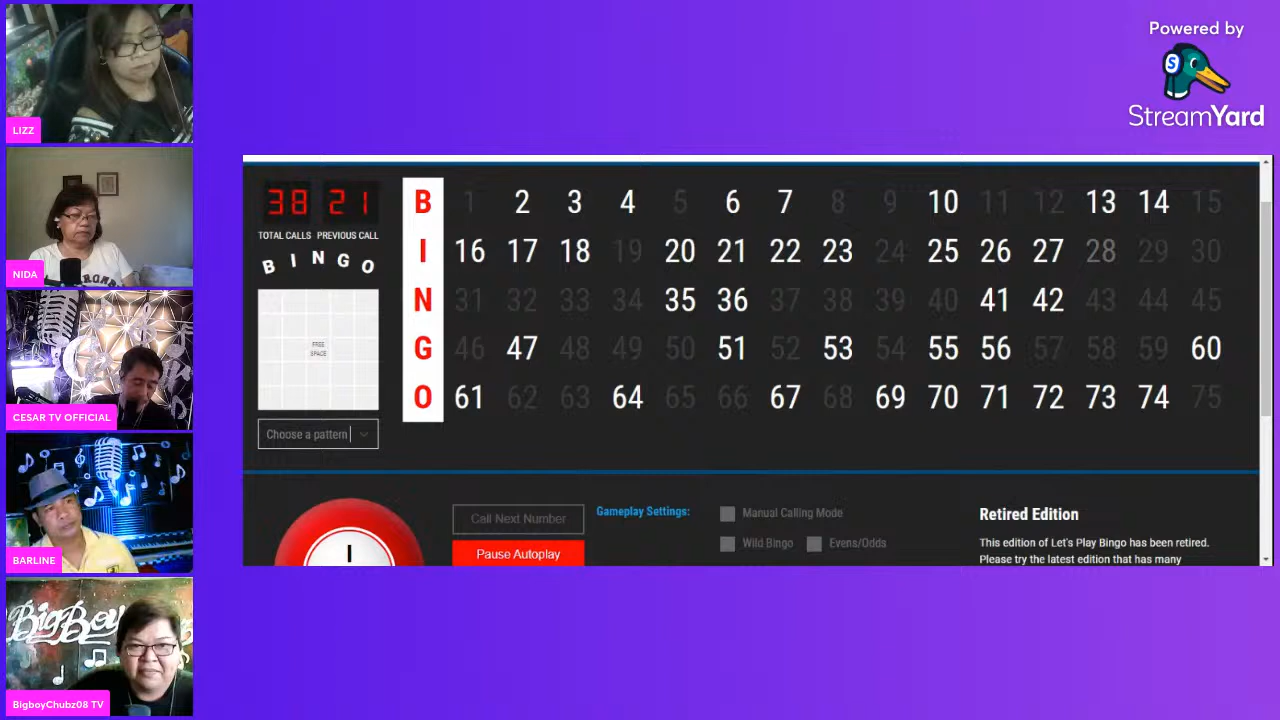 Powered by
StreamYard
LIZZ
NIDA
CESAR TV OFFICIAL
BARLINE
BigBoy
BigboyChubz08 TV
38 21
TOTAL CALLS PREVIOUS CALL
B I N G O
FREE
SPACE
Choose a pattern
B 1 2 3 4 5 6 7 8 9 10 11 12 13 14 15
I 16 17 18 19 20 21 22 23 24 25 26 27 28 29 30
N 31 32 33 34 35 36 37 38 39 40 41 42 43 44 45
G 46 47 48 49 50 51 52 53 54 55 56 57 58 59 60
O 61 62 63 64 65 66 67 68 69 70 71 72 73 74 75
I
Call Next Number
Pause Autoplay
Gameplay Settings:
Manual Calling Mode
Wild Bingo Evens/Odds
Retired Edition
This edition of Let's Play Bingo has been retired.
Please try the latest edition that has many